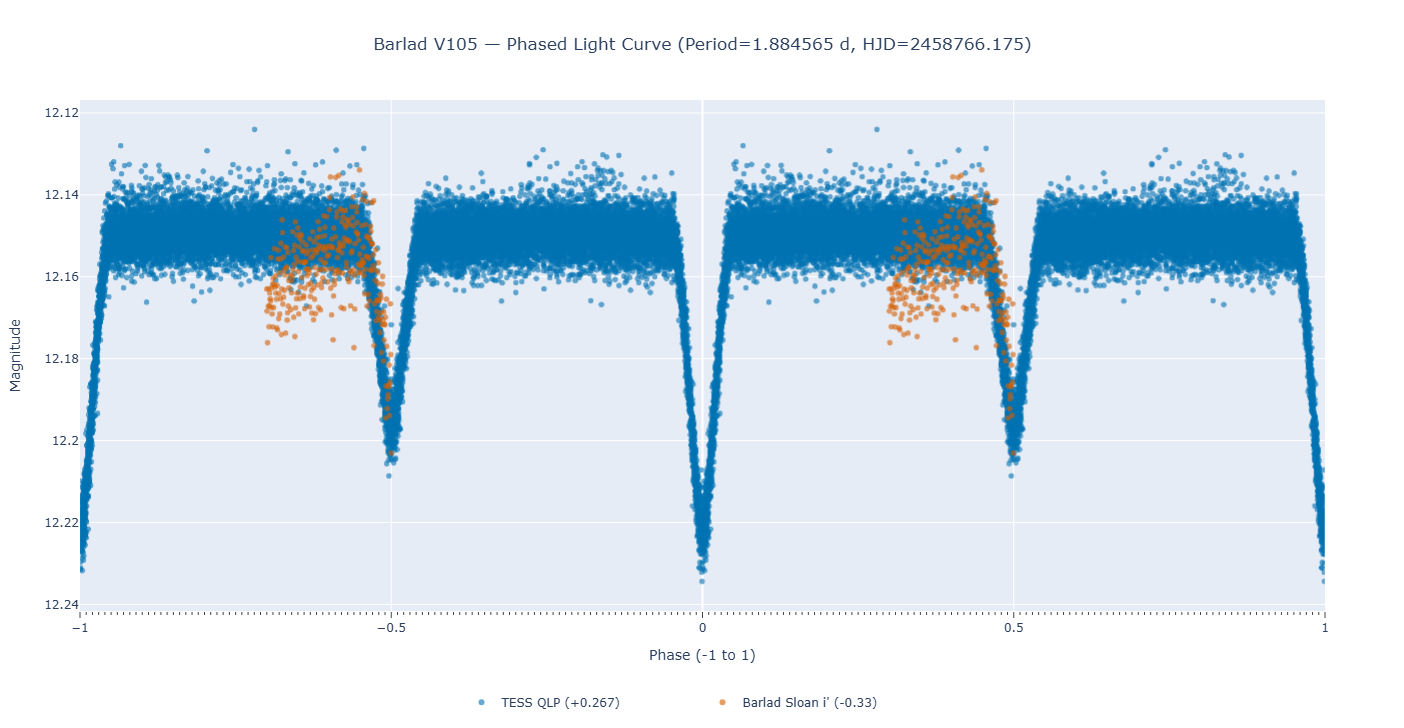 Barlad V105 — Phased Light Curve (Period=1.884565 d, HJD=2458766.175)
12.12
12.14
12.16
12.18
12.2
12.22
12.24
Magnitude
−1
−0.5
0
0.5
1
Phase (-1 to 1)
TESS QLP (+0.267)
Barlad Sloan i' (-0.33)